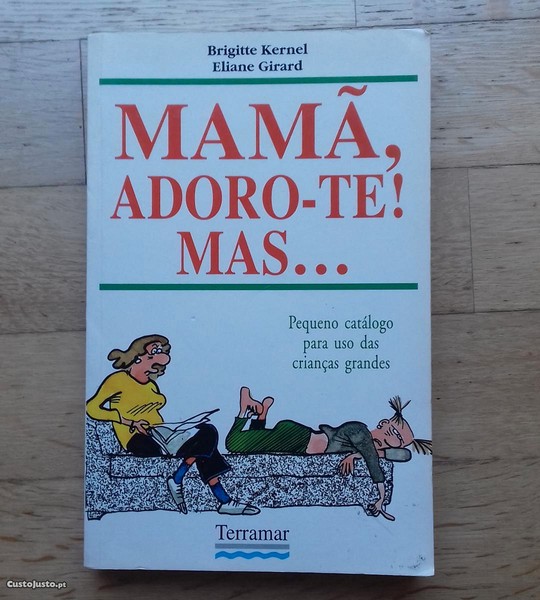 Brigitte Kernel
Eliane Girard
MAMÃ,
ADORO-TE!
MAS...
Pequeno catálogo
para uso das
crianças grandes
Terramar
CustoJusto.pt